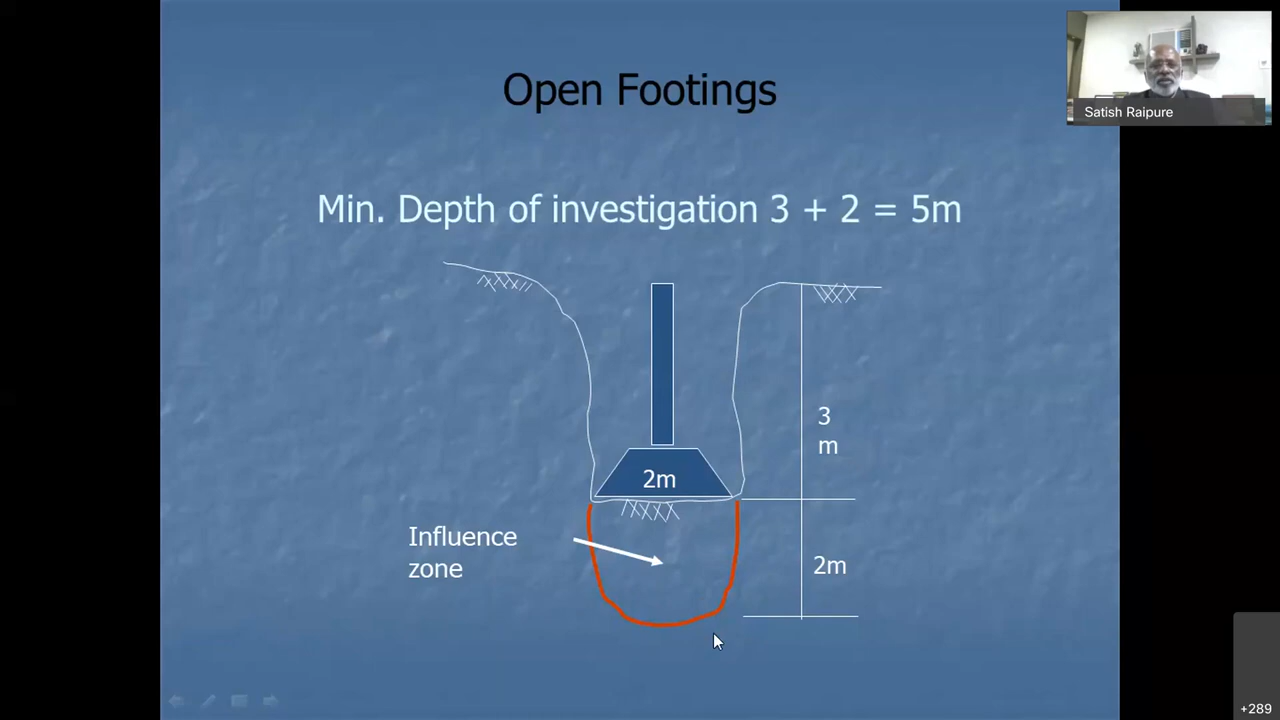 Open Footings
Satish Raipure
Min. Depth of investigation 3 + 2 = 5m
3
m
2m
Influence
zone
2m
+289